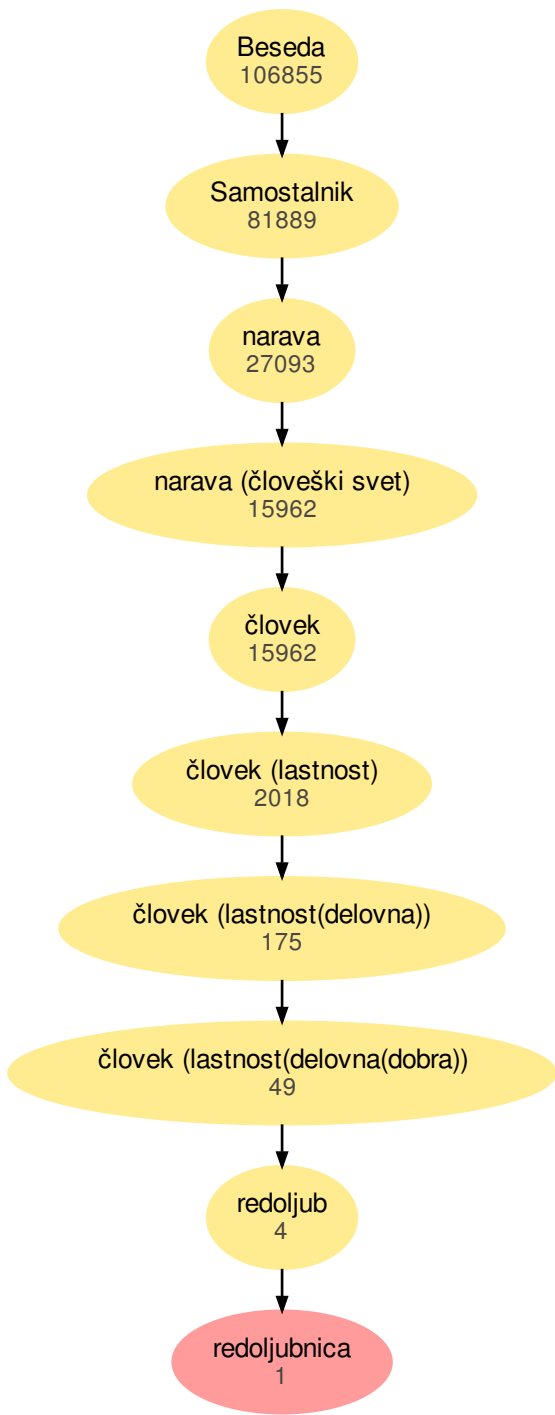 Beseda
106855
Samostalnik
81889
narava
27093
narava (človeški svet)
15962
človek
15962
človek (lastnost)
2018
človek (lastnost(delovna))
175
človek (lastnost(delovna(dobra))
49
redoljub
4
redoljubnica
1